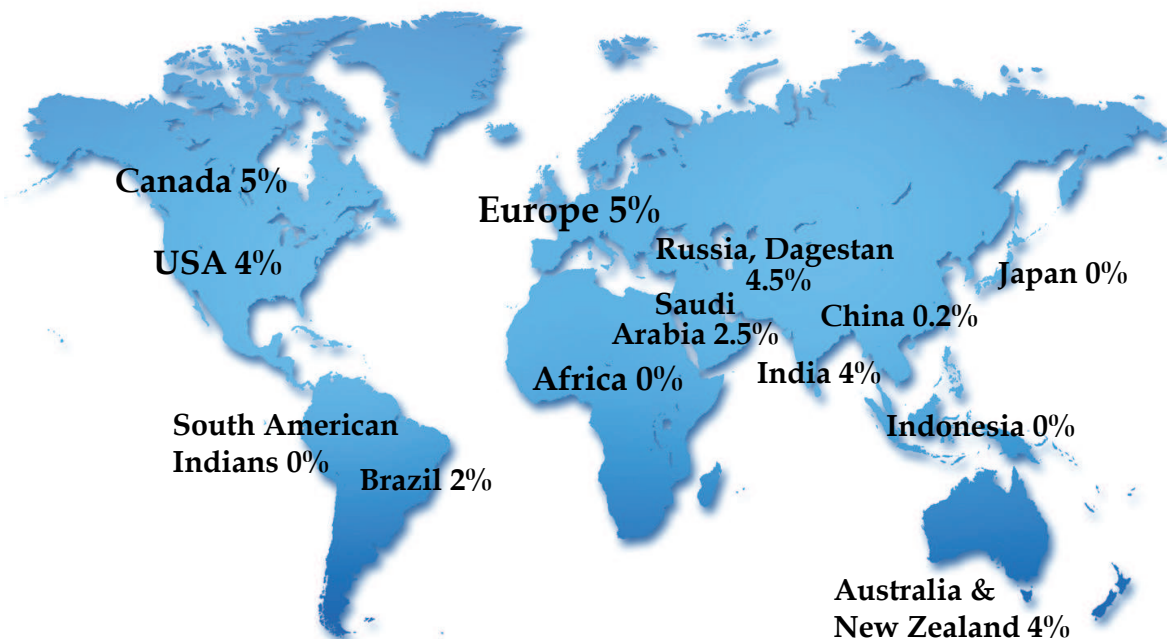 Canada 5%
Europe 5%
USA 4%
Russia, Dagestan
4.5%
Japan 0%
Saudi
Arabia 2.5%
China 0.2%
Africa 0%
India 4%
South American
Indians 0%
Indonesia 0%
Brazil 2%
Australia &
New Zealand 4%